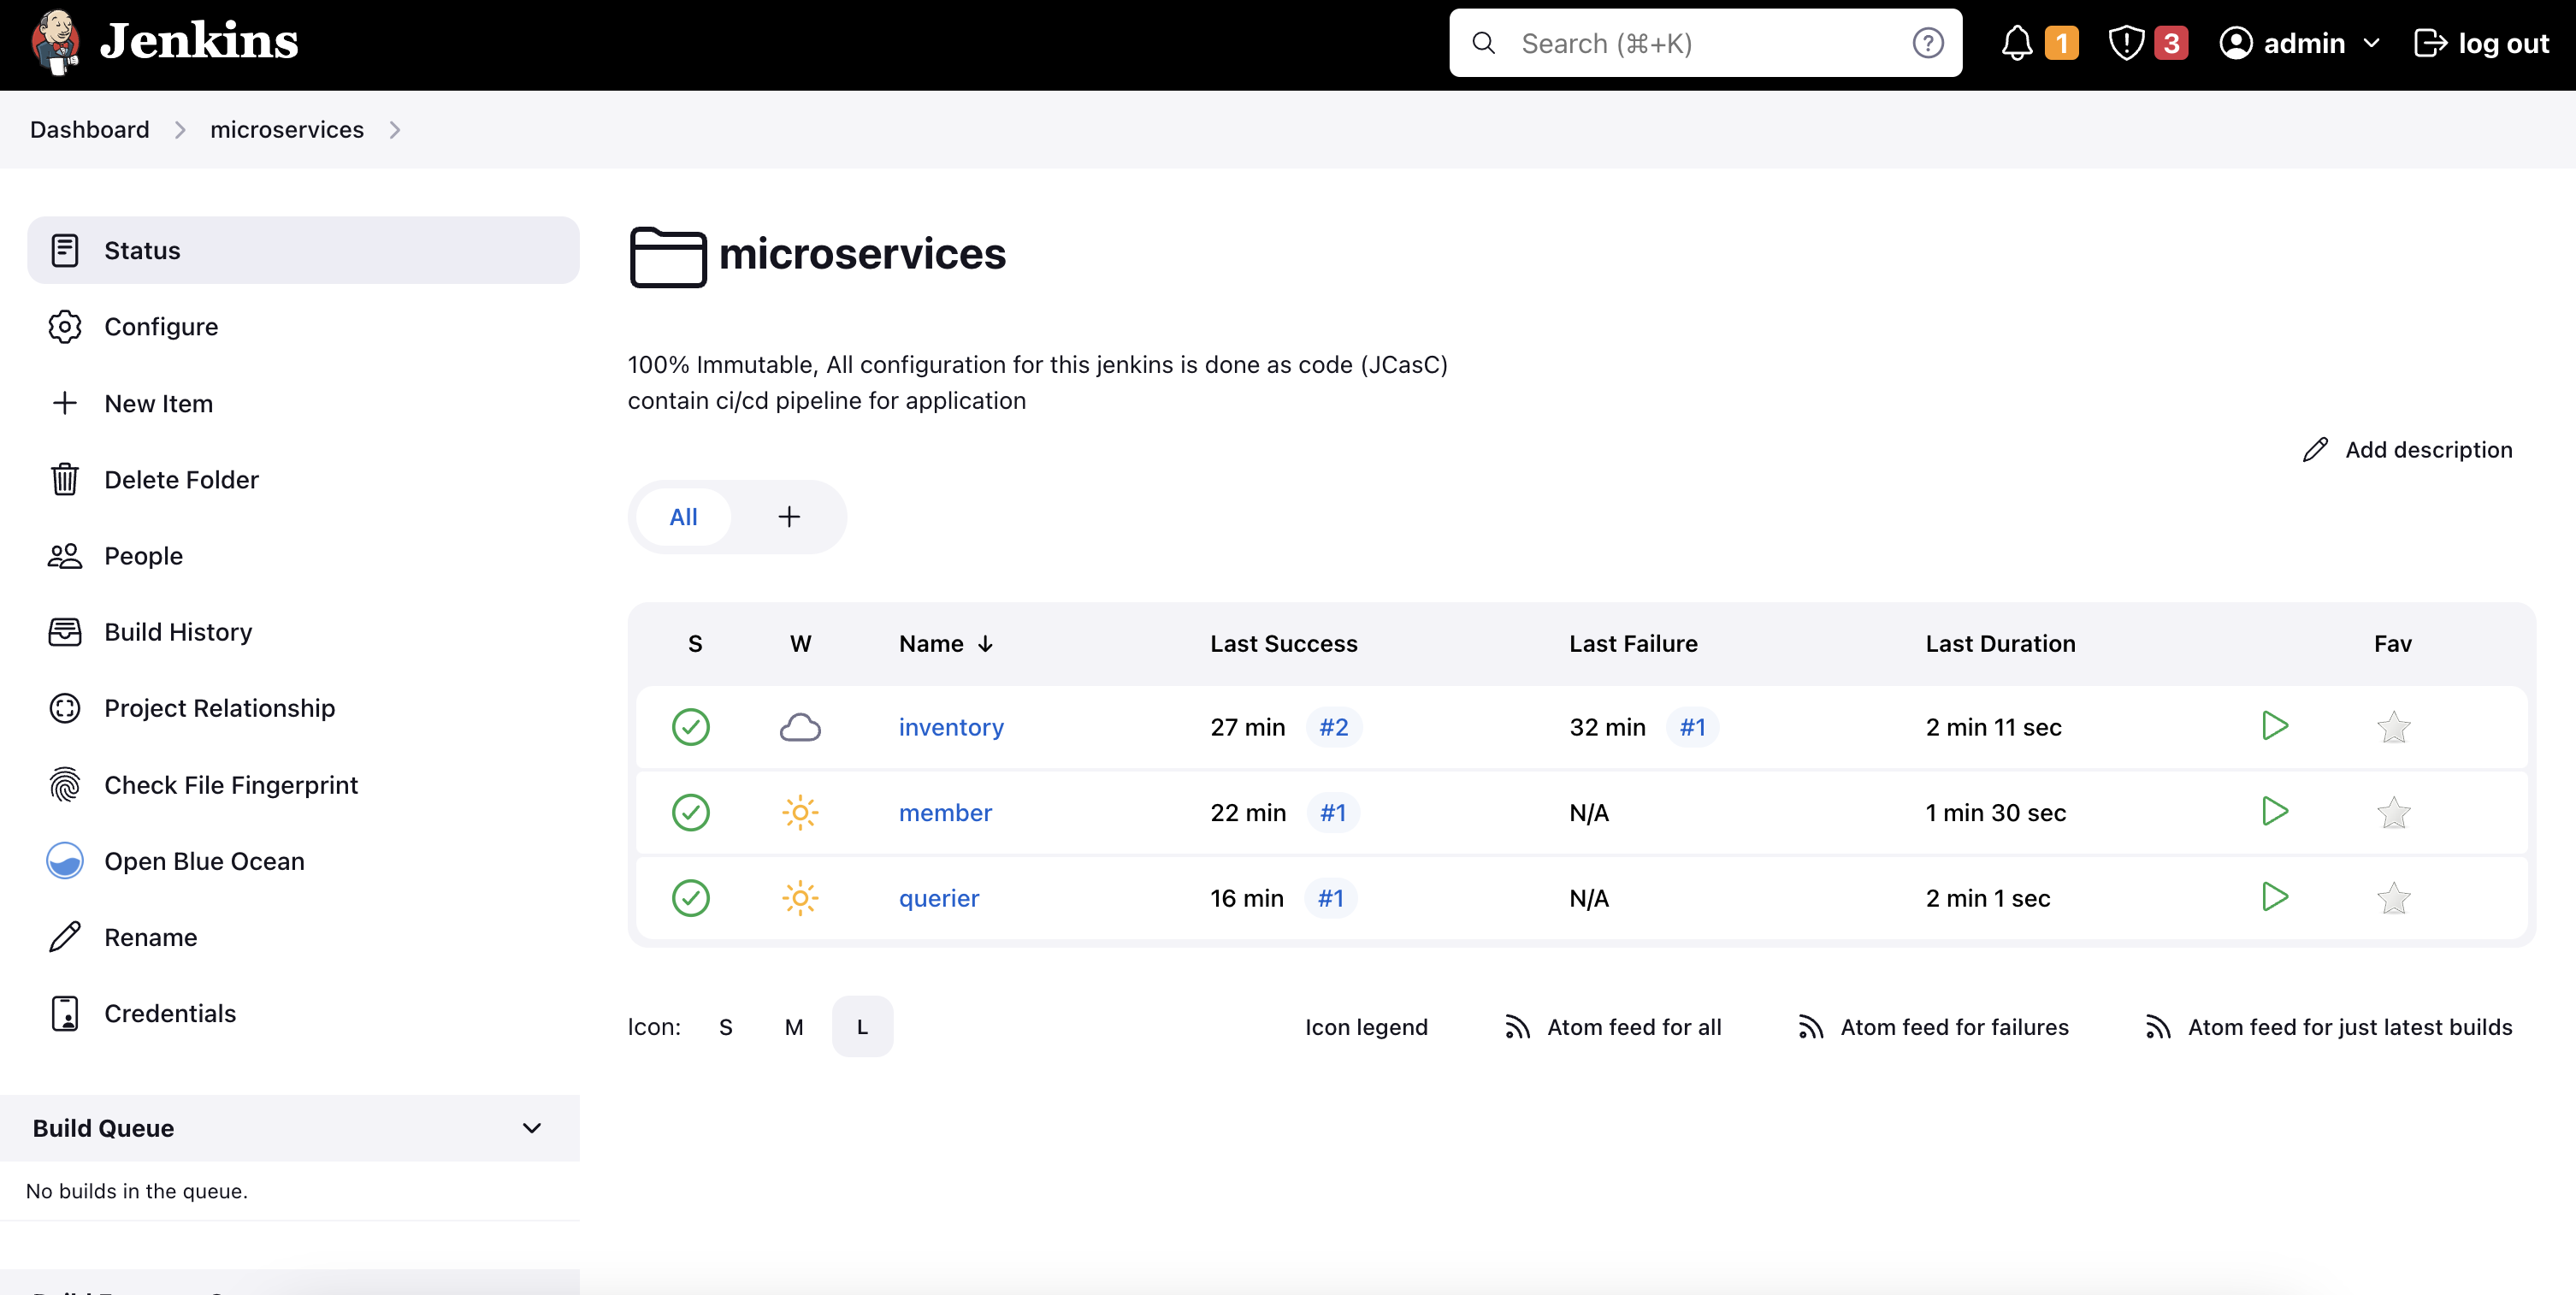 Jenkins
Search (⌘+K)
1
3
admin
log out
Dashboard
microservices
Status
Configure
New Item
Delete Folder
People
Build History
Project Relationship
Check File Fingerprint
Open Blue Ocean
Rename
Credentials
Build Queue
No builds in the queue.
microservices
100% Immutable, All configuration for this jenkins is done as code (JCasC)
contain ci/cd pipeline for application
Add description
All
S W Name ↓ Last Success Last Failure Last Duration Fav
inventory 27 min #2 32 min #1 2 min 11 sec
member 22 min #1 N/A 1 min 30 sec
querier 16 min #1 N/A 2 min 1 sec
Icon: S M L Icon legend Atom feed for all Atom feed for failures Atom feed for just latest builds